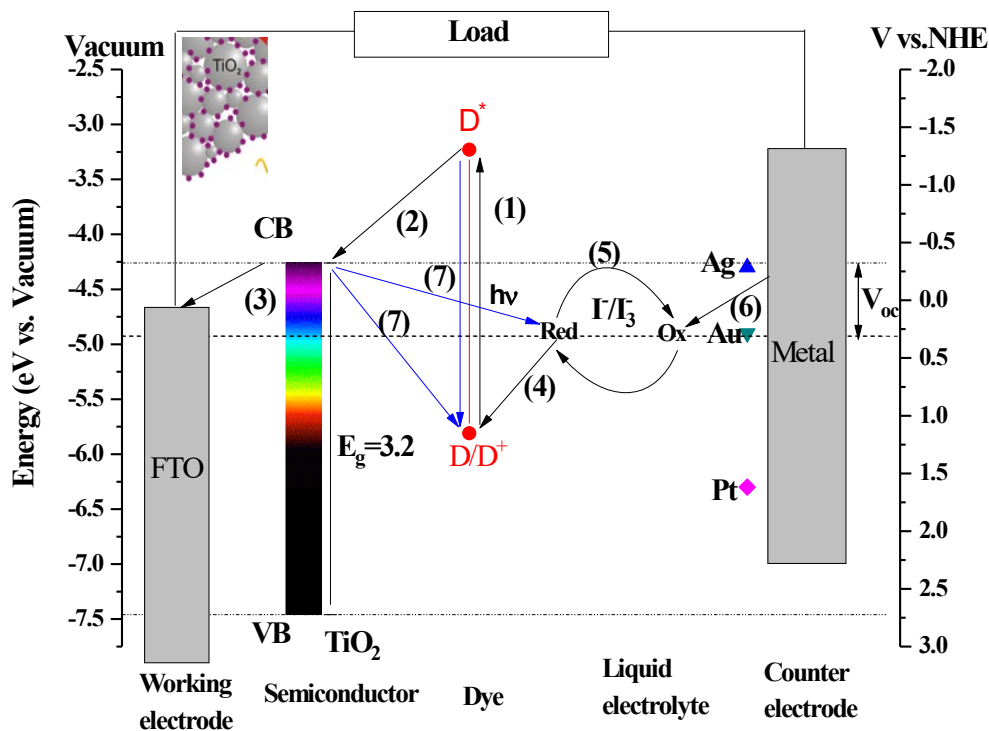 Load
Vacuum
V vs.NHE
-2.5
-3.0
-3.5
-4.0
-4.5
-5.0
-5.5
-6.0
-6.5
-7.0
-7.5
Energy (eV vs. Vacuum)
TiO₂
D*
(1)
(2)
CB
(3)
(7)
(7)
hν
(5)
I⁻/I₃⁻
Red
Ox
(4)
(6)
Ag
Au
Pt
Metal
Voc
D/D⁺
Eg=3.2
FTO
VB
TiO₂
-2.0
-1.5
-1.0
-0.5
0.0
0.5
1.0
1.5
2.0
2.5
3.0
Working
electrode
Semiconductor
Dye
Liquid
electrolyte
Counter
electrode